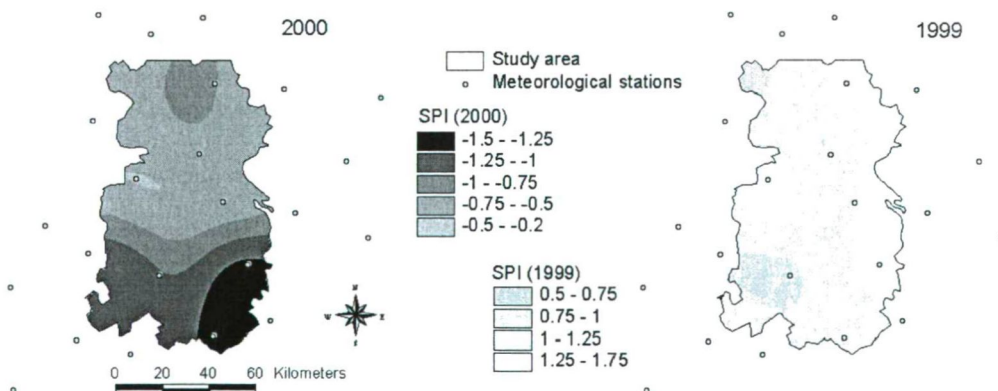 2000
Study area
Meteorological stations
SPI (2000)
-1.5 - -1.25
-1.25 - -1
-1 - -0.75
-0.75 - -0.5
-0.5 - -0.2
SPI (1999)
0.5 - 0.75
0.75 - 1
1 - 1.25
1.25 - 1.75
0 20 40 60 Kilometers
1999